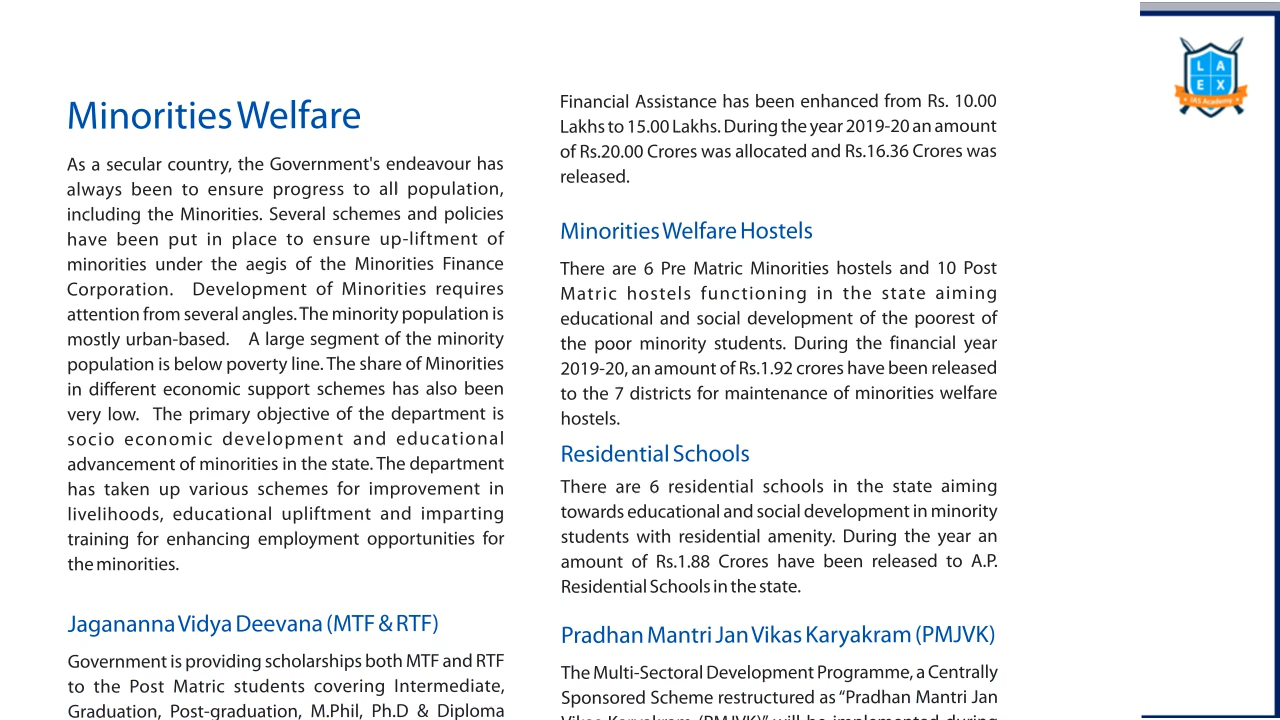 Minorities Welfare
As a secular country, the Government's endeavour has
always been to ensure progress to all population,
including the Minorities. Several schemes and policies
have been put in place to ensure up-liftment of
minorities under the aegis of the Minorities Finance
Corporation. Development of Minorities requires
attention from several angles. The minority population is
mostly urban-based. A large segment of the minority
population is below poverty line. The share of Minorities
in different economic support schemes has also been
very low. The primary objective of the department is
socio economic development and educational
advancement of minorities in the state. The department
has taken up various schemes for improvement in
livelihoods, educational upliftment and imparting
training for enhancing employment opportunities for
the minorities.
Jagananna Vidya Deevana (MTF & RTF)
Government is providing scholarships both MTF and RTF
to the Post Matric students covering Intermediate,
Graduation, Post-graduation, M.Phil, Ph.D & Diploma
Financial Assistance has been enhanced from Rs. 10.00
Lakhs to 15.00 Lakhs. During the year 2019-20 an amount
of Rs.20.00 Crores was allocated and Rs.16.36 Crores was
released.
Minorities Welfare Hostels
There are 6 Pre Matric Minorities hostels and 10 Post
Matric hostels functioning in the state aiming
educational and social development of the poorest of
the poor minority students. During the financial year
2019-20, an amount of Rs.1.92 crores have been released
to the 7 districts for maintenance of minorities welfare
hostels.
Residential Schools
There are 6 residential schools in the state aiming
towards educational and social development in minority
students with residential amenity. During the year an
amount of Rs.1.88 Crores have been released to A.P.
Residential Schools in the state.
Pradhan Mantri Jan Vikas Karyakram (PMJVK)
The Multi-Sectoral Development Programme, a Centrally
Sponsored Scheme restructured as “Pradhan Mantri Jan
Vikas Karyakram (PMJVK)” will be implemented during
L A
E X
IAS Academy